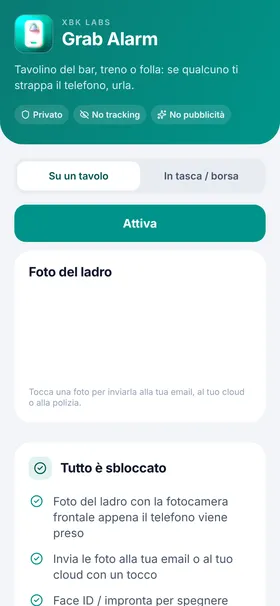 XBK LABS
Grab Alarm
Tavolino del bar, treno o folla: se qualcuno ti
strappa il telefono, urla.
Privato
No tracking
No pubblicità
Su un tavolo
In tasca / borsa
Attiva
Foto del ladro
Tocca una foto per inviarla alla tua email, al tuo cloud
o alla polizia.
Tutto è sbloccato
Foto del ladro con la fotocamera
frontale appena il telefono viene
preso
Invia le foto alla tua email o al tuo
cloud con un tocco
Face ID / impronta per spegnere